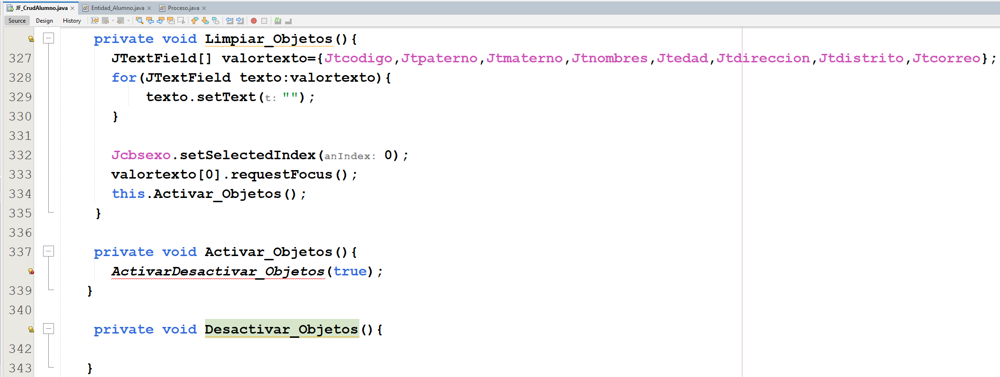 JF_CrudAlumno.java × Entidad_Alumno.java × Proceso.java ×
Source Design History
private void Limpiar_Objetos(){
327 JTextField[] valortexto={Jtcodigo,Jtpaterno,Jtmaterno,Jtnombres,Jtedad,Jtdireccion,Jtdistrito,Jtcorreo};
328 for(JTextField texto:valortexto){
329 texto.setText(t: "");
330 }
331
332 Jcbsexo.setSelectedIndex(anIndex: 0);
333 valortexto[0].requestFocus();
334 this.Activar_Objetos();
335 }
336
337 private void Activar_Objetos(){
ActivarDesactivar_Objetos(true);
339 }
340
private void Desactivar_Objetos(){
342
343 }